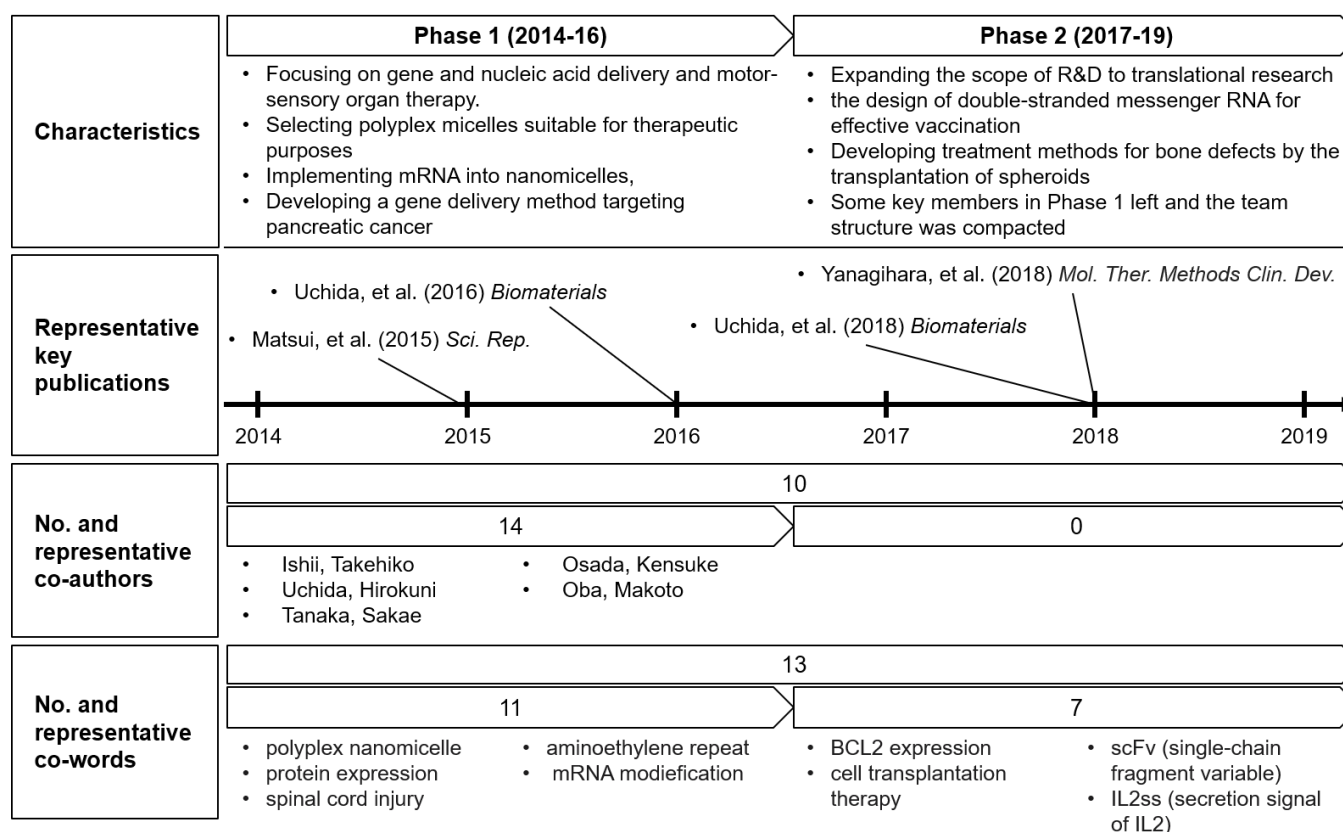 Phase 1 (2014-16)
Phase 2 (2017-19)
Characteristics
• Focusing on gene and nucleic acid delivery and motor-
sensory organ therapy.
• Selecting polyplex micelles suitable for therapeutic
purposes
• Implementing mRNA into nanomicelles,
• Developing a gene delivery method targeting
pancreatic cancer
• Expanding the scope of R&D to translational research
• the design of double-stranded messenger RNA for
effective vaccination
• Developing treatment methods for bone defects by the
transplantation of spheroids
• Some key members in Phase 1 left and the team
structure was compacted
Representative
key
publications
• Yanagihara, et al. (2018) Mol. Ther. Methods Clin. Dev.
• Uchida, et al. (2016) Biomaterials
• Uchida, et al. (2018) Biomaterials
• Matsui, et al. (2015) Sci. Rep.
2014
2015
2016
2017
2018
2019
No. and
representative
co-authors
10
14
0
• Ishii, Takehiko
• Uchida, Hirokuni
• Tanaka, Sakae
• Osada, Kensuke
• Oba, Makoto
No. and
representative
co-words
13
11
7
• polyplex nanomicelle
• protein expression
• spinal cord injury
• aminoethylene repeat
• mRNA modiefication
• BCL2 expression
• cell transplantation
therapy
• scFv (single-chain
fragment variable)
• IL2ss (secretion signal
of IL2)